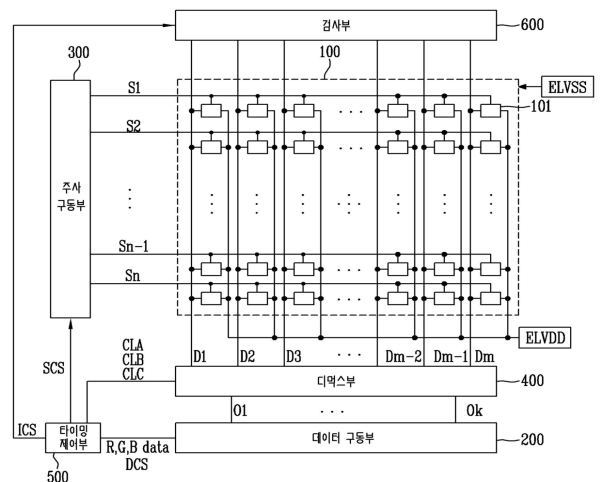 검사부
600
300
100
ELVSS
S1
101
S2
주사
구동부
Sn-1
Sn
ELVDD
CLA
CLB
CLC
D1 D2 D3 Dm-2 Dm-1 Dm
SCS
디먹스부
400
ICS
O1 Ok
타이밍
제어부
R,G,B data
DCS
데이터 구동부
200
500